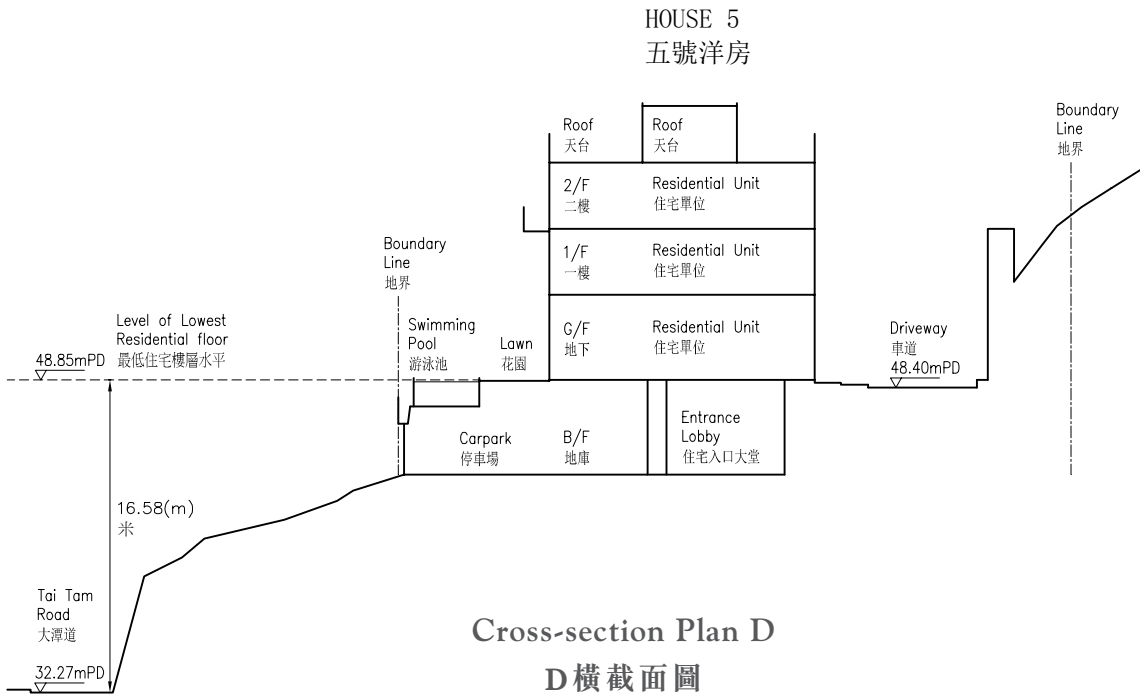 HOUSE 5
五號洋房
Roof
天台
Roof
天台
Boundary
Line
地界
2/F
二樓
Residential Unit
住宅單位
1/F
一樓
Residential Unit
住宅單位
Boundary
Line
地界
G/F
地下
Residential Unit
住宅單位
Level of Lowest
Residential floor
最低住宅樓層水平
48.85mPD
Swimming
Pool
游泳池
Lawn
花園
Driveway
車道
48.40mPD
Carpark
停車場
B/F
地庫
Entrance
Lobby
住宅入口大堂
16.58(m)
米
Tai Tam
Road
大潭道
32.27mPD
Cross-section Plan D
D橫截面圖